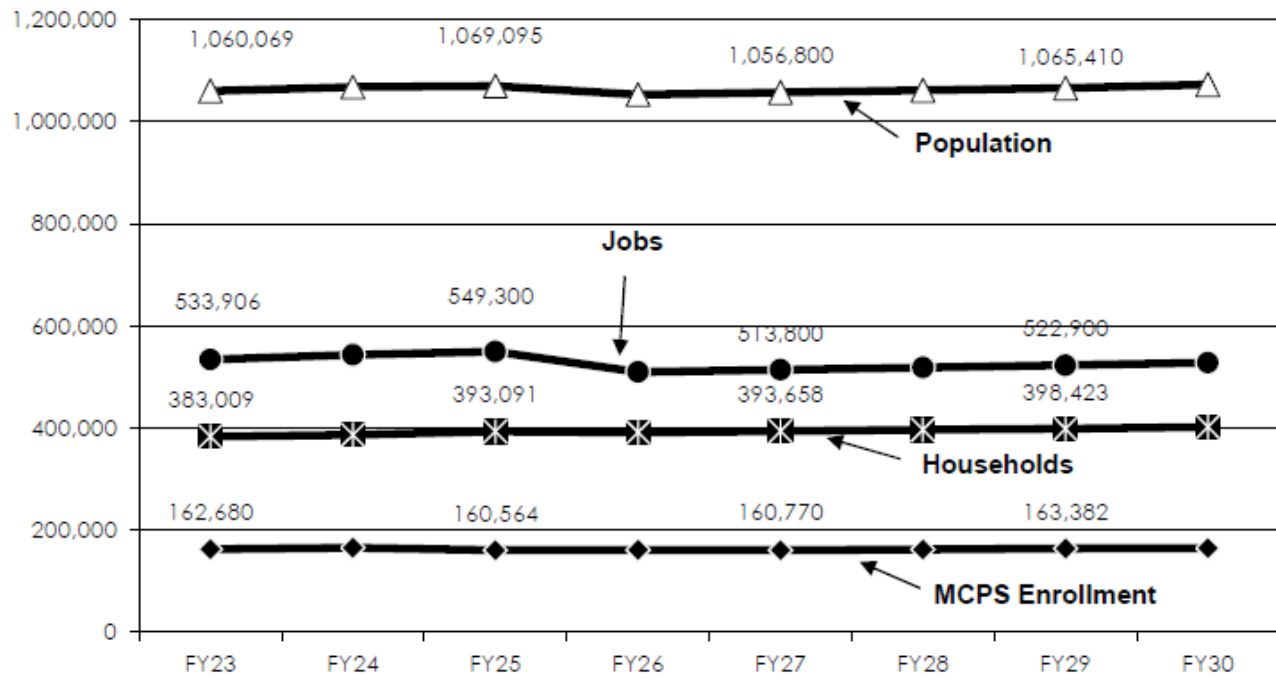 1,200,000
1,060,069 1,069,095 1,056,800 1,065,410
1,000,000
Population
800,000
Jobs
533,906 549,300 513,800 522,900
600,000
383,009 393,091 393,658 398,423
400,000
Households
162,680 160,564 160,770 163,382
200,000
MCPS Enrollment
0
FY23 FY24 FY25 FY26 FY27 FY28 FY29 FY30